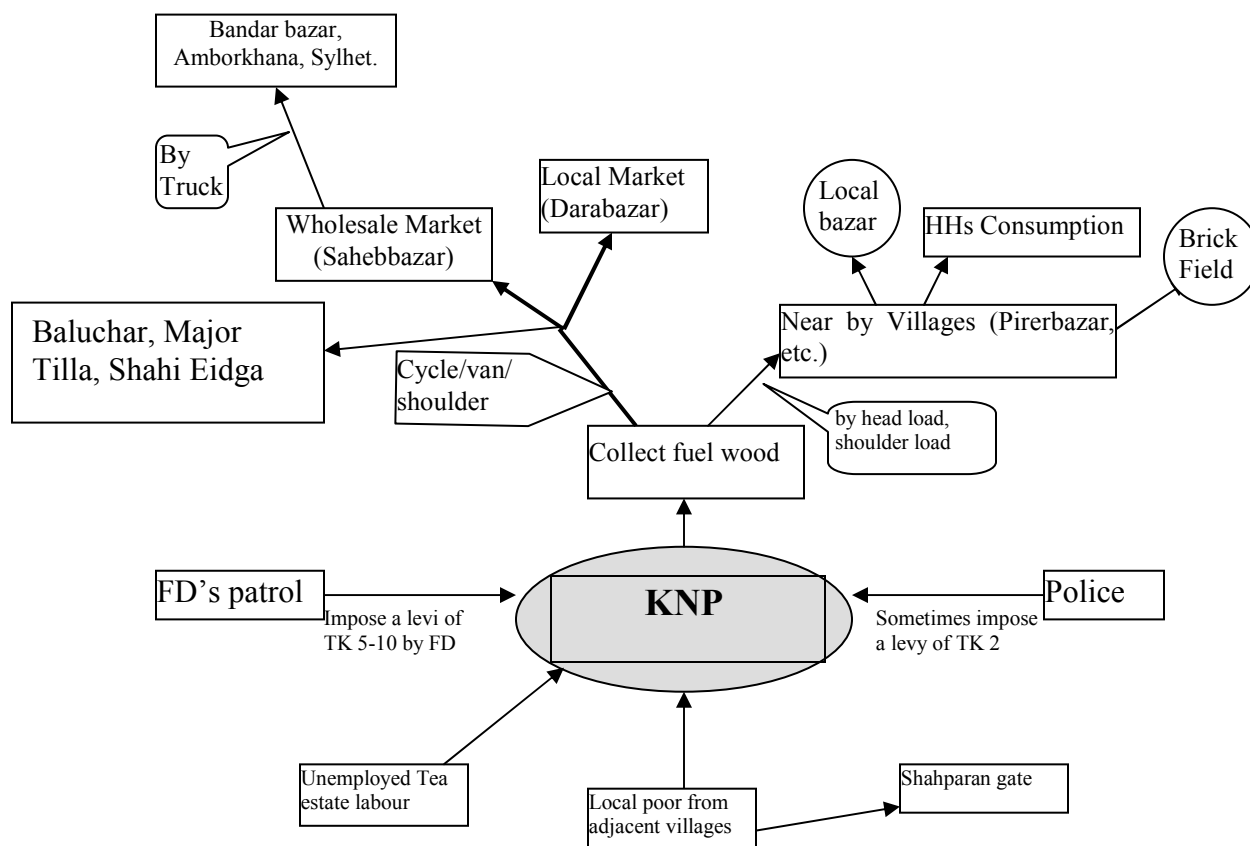 Bandar bazar,
Amborkhana, Sylhet.
By
Truck
Local Market
(Darabazar)
Local
bazar
HHs Consumption
Brick
Field
Wholesale Market
(Sahebbazar)
Near by Villages (Pirerbazar,
etc.)
Baluchar, Major
Tilla, Shahi Eidga
Cycle/van/
shoulder
by head load,
shoulder load
Collect fuel wood
FD’s patrol
Impose a levi of
TK 5-10 by FD
KNP
Police
Sometimes impose
a levy of TK 2
Unemployed Tea
estate labour
Local poor from
adjacent villages
Shahparan gate